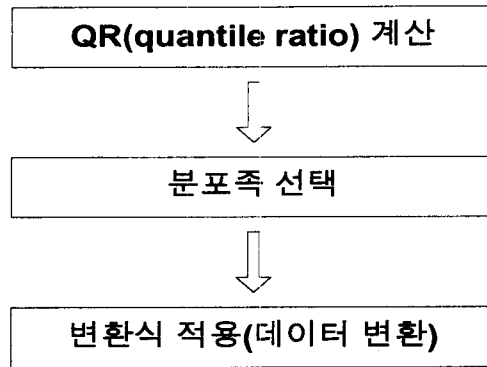 QR(quantile ratio) 계산
분포족 선택
변환식 적용(데이터 변환)